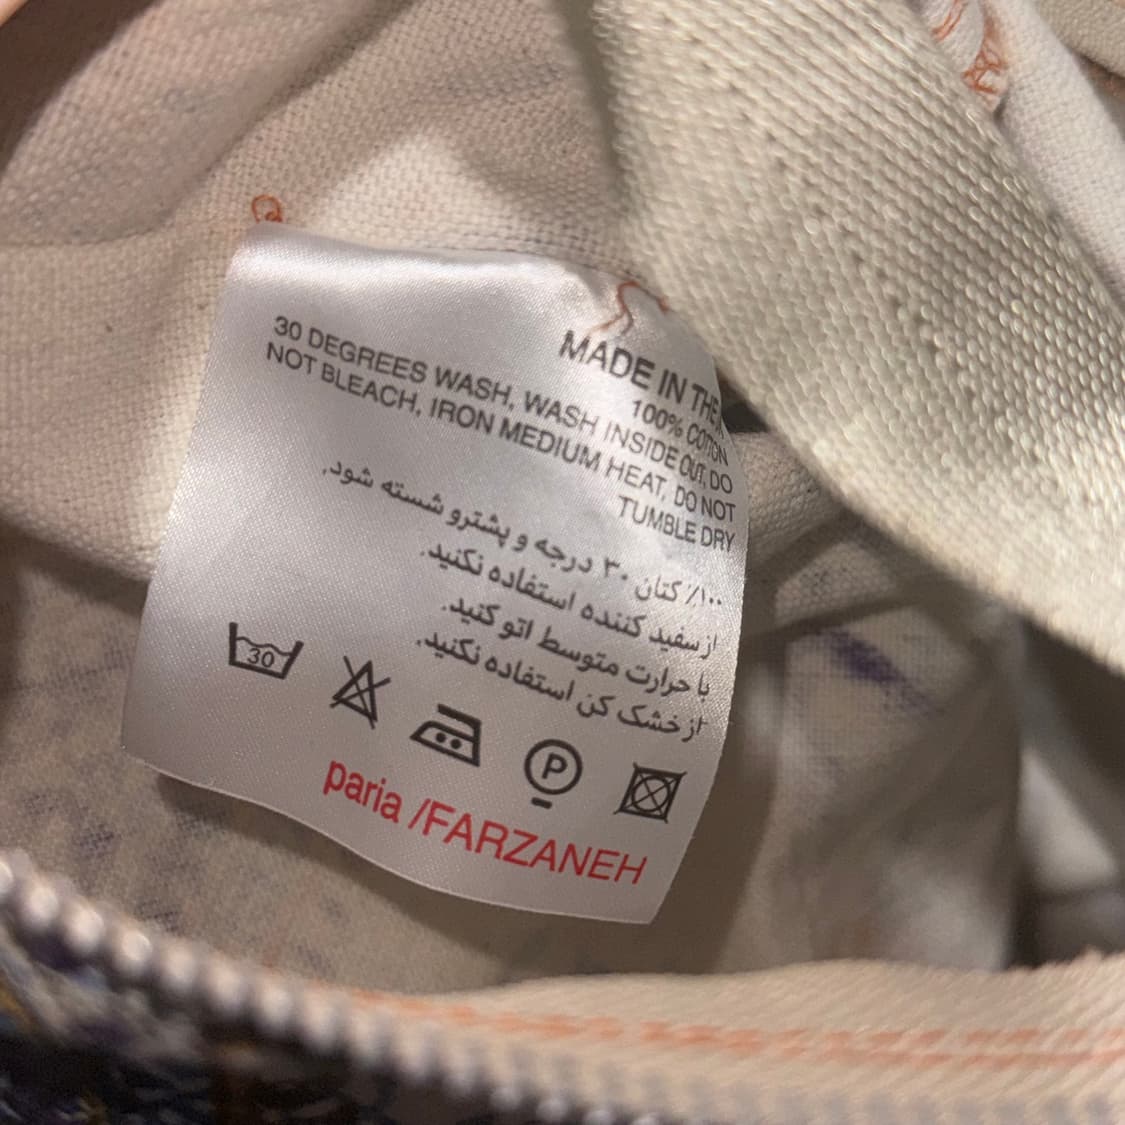 MADE IN THE
100% COTTON
30 DEGREES WASH, WASH INSIDE OUT, DO
NOT BLEACH, IRON MEDIUM HEAT, DO NOT
TUMBLE DRY
۱۰۰٪ کتان ۳۰ درجه و پشترو شسته شود.
از سفید کننده استفاده نکنید.
با حرارت متوسط اتو کنید.
از خشک کن استفاده نکنید.
30
P
paria /FARZANEH